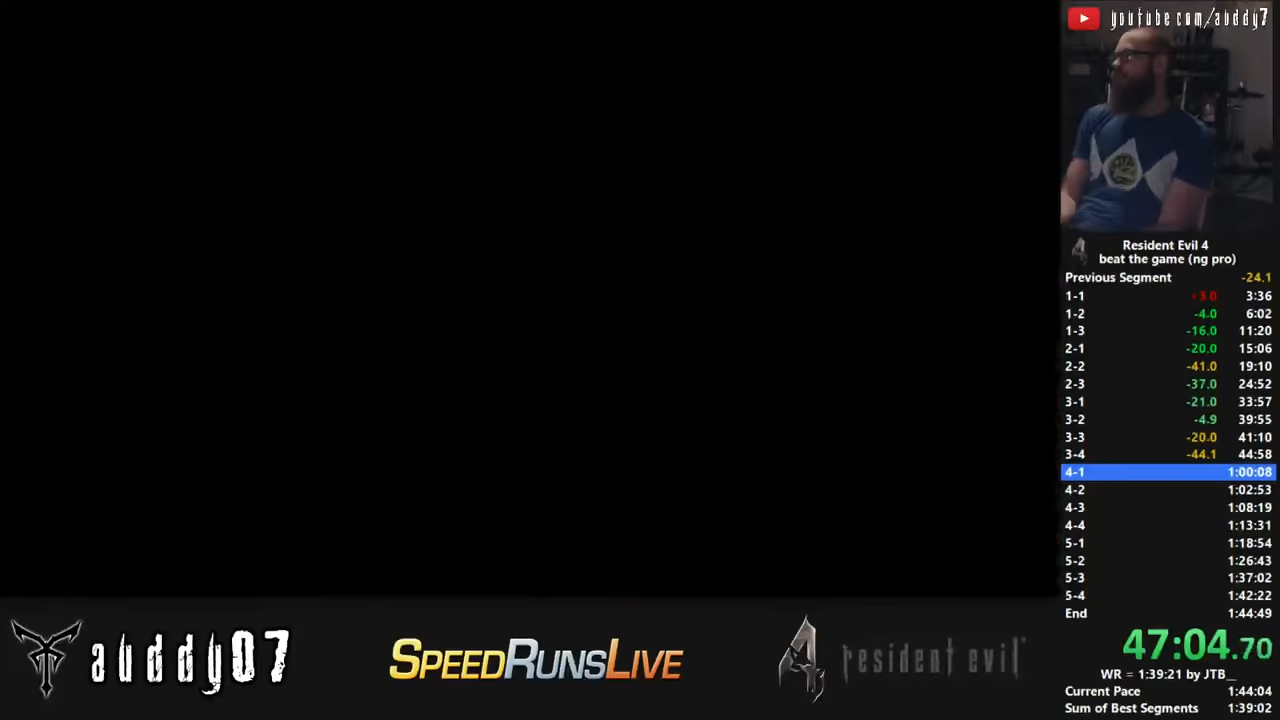 youtube.com/auddy7
Resident Evil 4
beat the game (ng pro)
Previous Segment -24.1
1-1 +3.0 3:36
1-2 -4.0 6:02
1-3 -16.0 11:20
2-1 -20.0 15:06
2-2 -41.0 19:10
2-3 -37.0 24:52
3-1 -21.0 33:57
3-2 -4.9 39:55
3-3 -20.0 41:10
3-4 -44.1 44:58
4-1 1:00:08
4-2 1:02:53
4-3 1:08:19
4-4 1:13:31
5-1 1:18:54
5-2 1:26:43
5-3 1:37:02
5-4 1:42:22
End 1:44:49
47:04.70
WR = 1:39:21 by JTB__
Current Pace 1:44:04
Sum of Best Segments 1:39:02
auddy07
SPEEDRUNSLIVE
4 resident evil